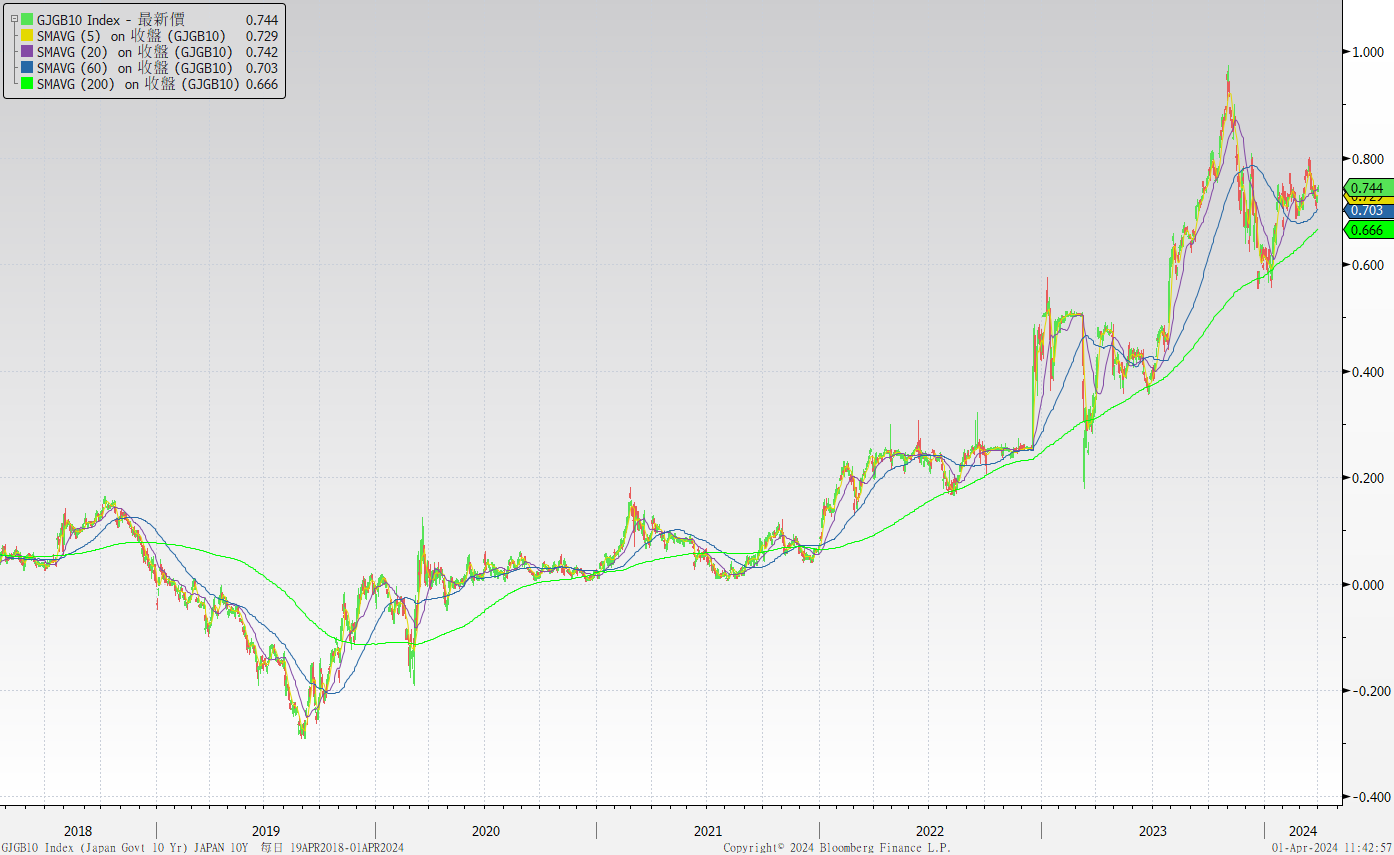 GJGB10 Index - 最新價 0.744
SMAVG (5) on 收盤 (GJGB10) 0.729
SMAVG (20) on 收盤 (GJGB10) 0.742
SMAVG (60) on 收盤 (GJGB10) 0.703
SMAVG (200) on 收盤 (GJGB10) 0.666
1.000
0.800
0.744
0.729
0.703
0.666
0.600
0.400
0.200
0.000
-0.200
-0.400
2018 2019 2020 2021 2022 2023 2024
GJGB10 Index (Japan Govt 10 Yr) JAPAN 10Y 每日 19APR2018-01APR2024 Copyright© 2024 Bloomberg Finance L.P. 01-Apr-2024 11:42:57